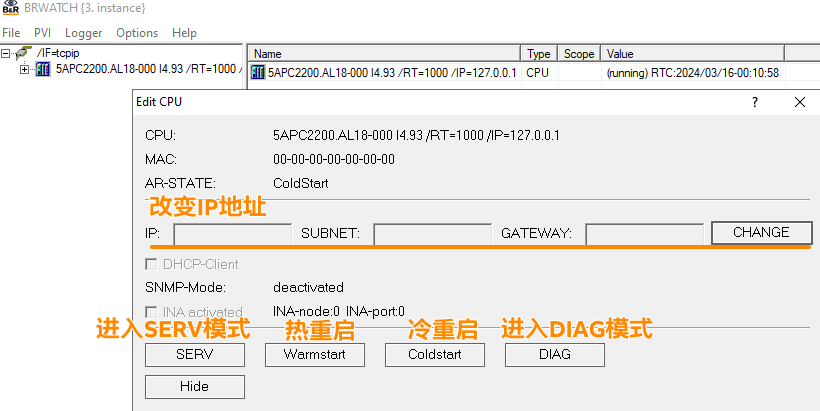 B&R BRWATCH {3. instance}
File PVI Logger Options Help
/IF=tcpip
5APC2200.AL18-000 I4.93 /RT=1000 /
Name Type Scope Value
5APC2200.AL18-000 I4.93 /RT=1000 /IP=127.0.0.1 CPU (running) RTC:2024/03/16-00:10:58
Edit CPU ? ×
CPU: 5APC2200.AL18-000 I4.93 /RT=1000 /IP=127.0.0.1
MAC: 00-00-00-00-00-00-00
AR-STATE: ColdStart
改变IP地址
IP: SUBNET: GATEWAY: CHANGE
DHCP-Client
SNMP-Mode: deactivated
INA activated INA-node:0 INA-port:0
进入SERV模式 热重启 冷重启 进入DIAG模式
SERV Warmstart Coldstart DIAG
Hide